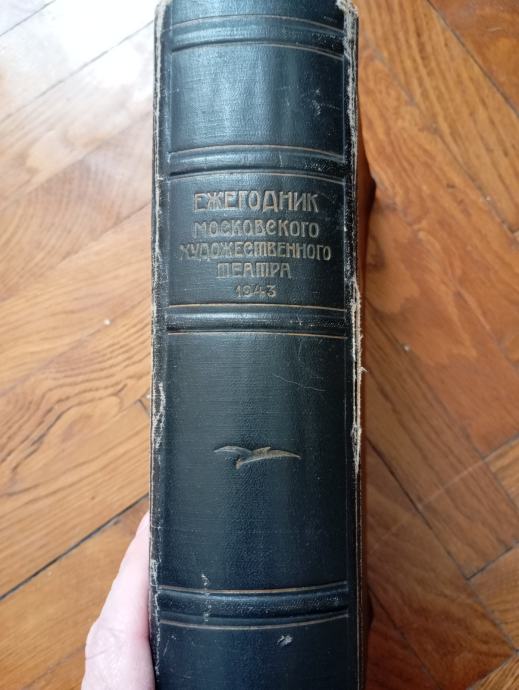 ЕЖЕГОДНИК
МОСКОВСКОГО
ХУДОЖЕСТВЕННОГО
ТЕАТРА
1943